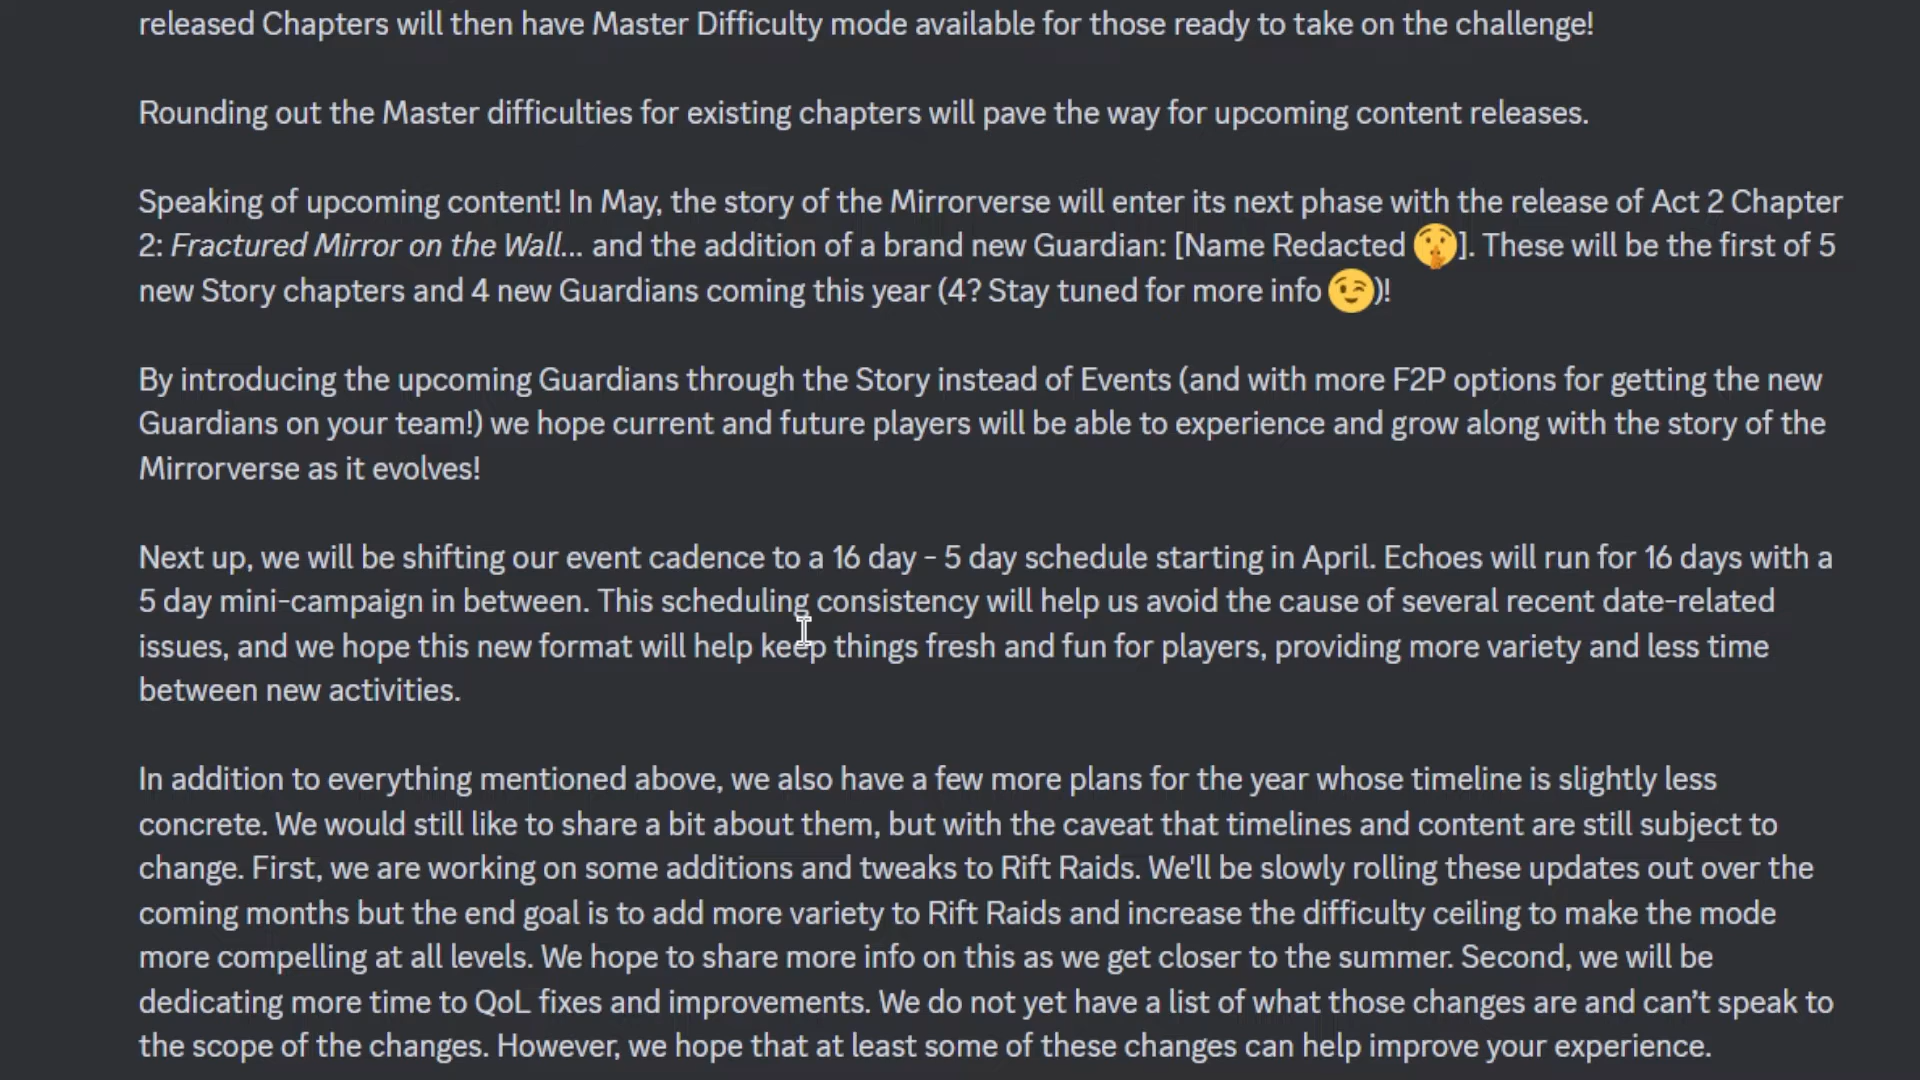 released Chapters will then have Master Difficulty mode available for those ready to take on the challenge!
Rounding out the Master difficulties for existing chapters will pave the way for upcoming content releases.
Speaking of upcoming content! In May, the story of the Mirrorverse will enter its next phase with the release of Act 2 Chapter
2: Fractured Mirror on the Wall... and the addition of a brand new Guardian: [Name Redacted 🤫]. These will be the first of 5
new Story chapters and 4 new Guardians coming this year (4? Stay tuned for more info 😉)!
By introducing the upcoming Guardians through the Story instead of Events (and with more F2P options for getting the new
Guardians on your team!) we hope current and future players will be able to experience and grow along with the story of the
Mirrorverse as it evolves!
Next up, we will be shifting our event cadence to a 16 day - 5 day schedule starting in April. Echoes will run for 16 days with a
5 day mini-campaign in between. This scheduling consistency will help us avoid the cause of several recent date-related
issues, and we hope this new format will help keep things fresh and fun for players, providing more variety and less time
between new activities.
In addition to everything mentioned above, we also have a few more plans for the year whose timeline is slightly less
concrete. We would still like to share a bit about them, but with the caveat that timelines and content are still subject to
change. First, we are working on some additions and tweaks to Rift Raids. We'll be slowly rolling these updates out over the
coming months but the end goal is to add more variety to Rift Raids and increase the difficulty ceiling to make the mode
more compelling at all levels. We hope to share more info on this as we get closer to the summer. Second, we will be
dedicating more time to QoL fixes and improvements. We do not yet have a list of what those changes are and can’t speak to
the scope of the changes. However, we hope that at least some of these changes can help improve your experience.